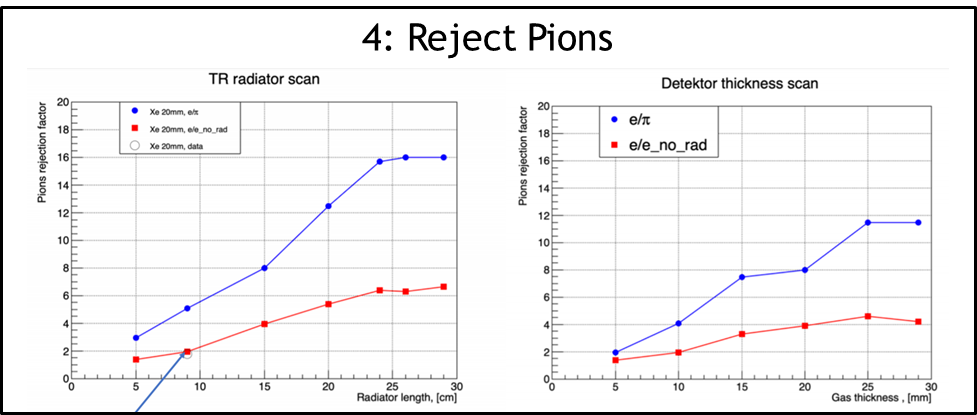 4: Reject Pions
TR radiator scan
Pions rejection factor
20
18
16
14
12
10
8
6
4
2
0
Xe 20mm, e/π
Xe 20mm, e/e_no_rad
Xe 20mm, data
0 5 10 15 20 25 30
Radiator length, [cm]
Detektor thickness scan
Pions rejection factor
20
18
16
14
12
10
8
6
4
2
0
e/π
e/e_no_rad
0 5 10 15 20 25 30
Gas thickness , [mm]